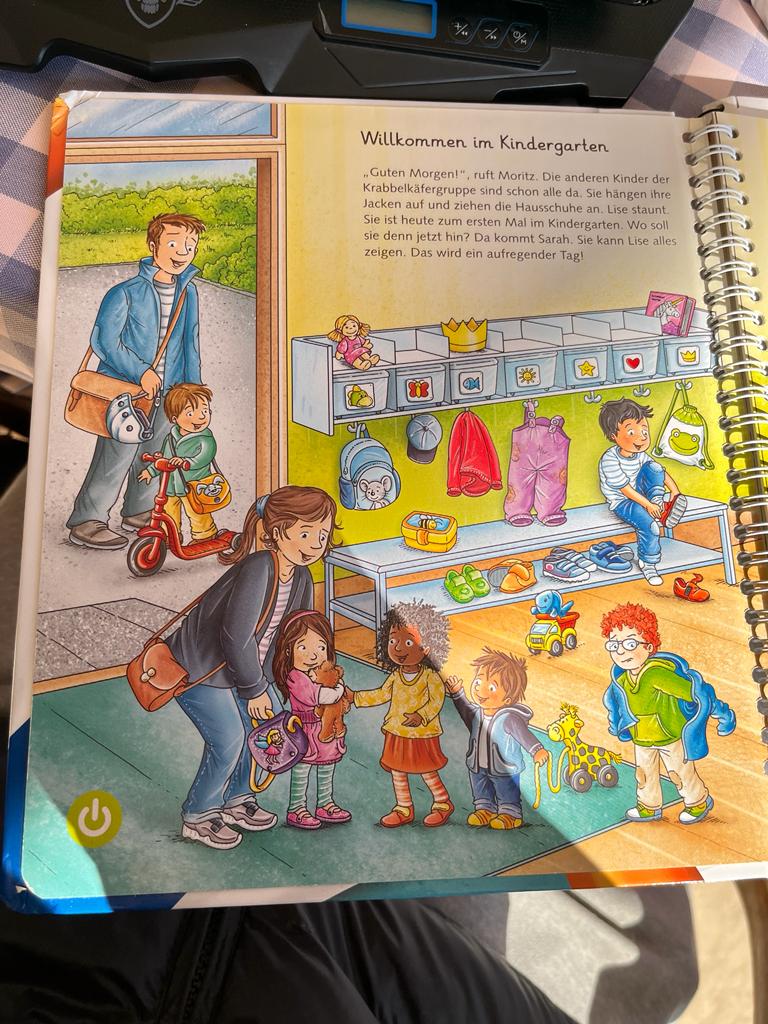 Willkommen im Kindergarten
„Guten Morgen!“, ruft Moritz. Die anderen Kinder der
Krabbelkäfergruppe sind schon alle da. Sie hängen ihre
Jacken auf und ziehen die Hausschuhe an. Lise staunt.
Sie ist heute zum ersten Mal im Kindergarten. Wo soll
sie denn jetzt hin? Da kommt Sarah. Sie kann Lise alles
zeigen. Das wird ein aufregender Tag!